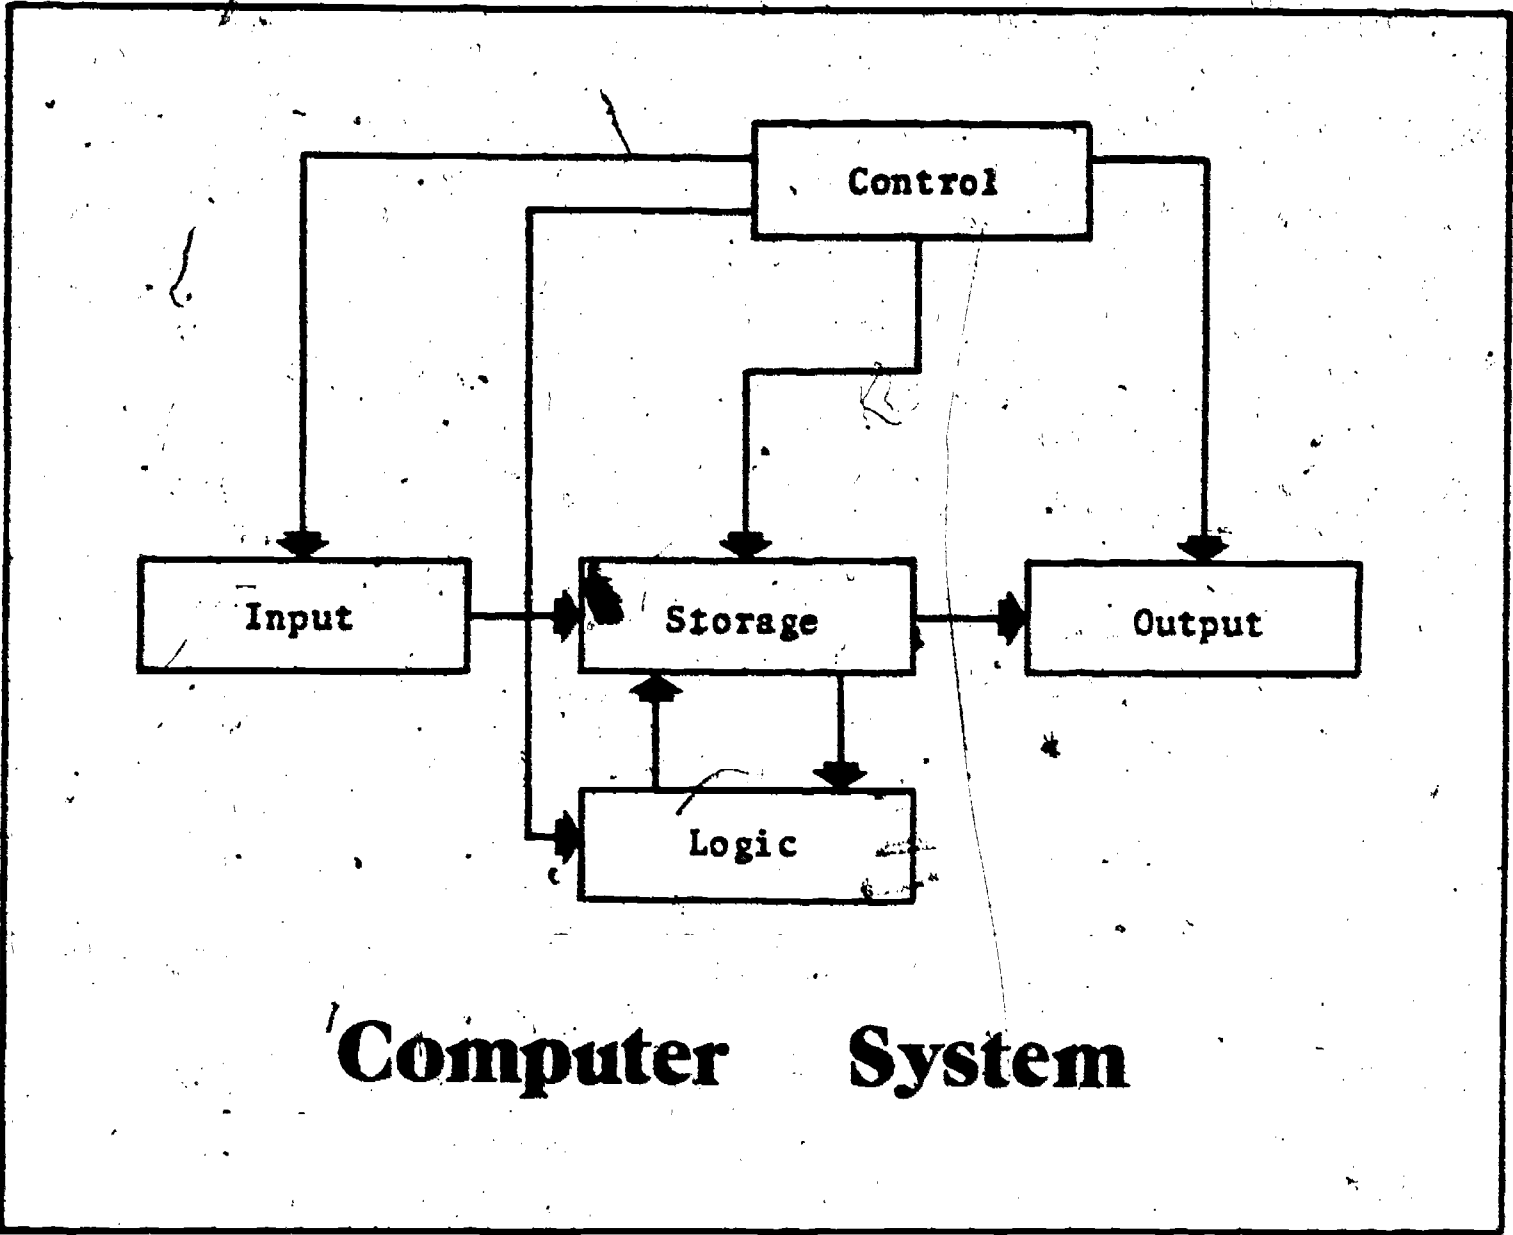 Control
Input
Storage
Output
Logic
Computer System